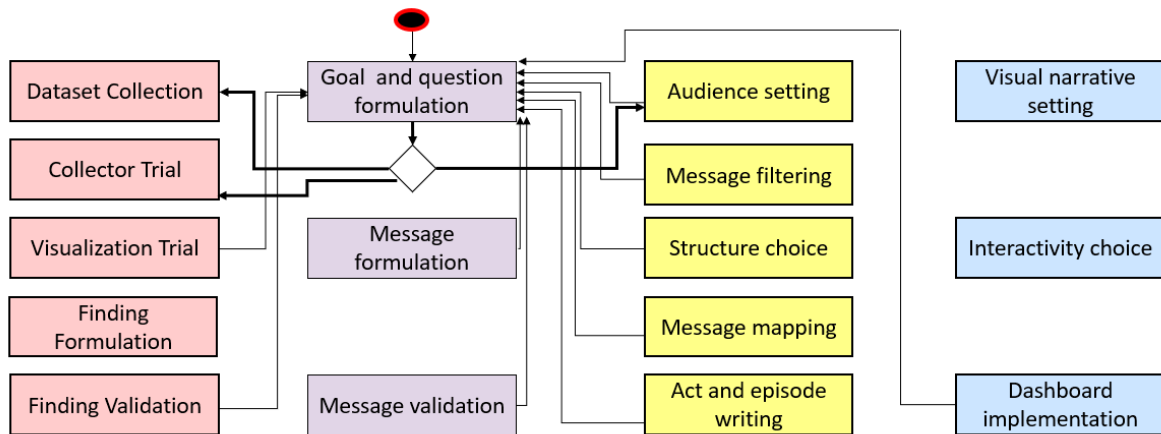 Dataset Collection
Goal and question
formulation
Audience setting
Visual narrative
setting
Collector Trial
Message filtering
Visualization Trial
Message
formulation
Structure choice
Interactivity choice
Finding
Formulation
Message mapping
Finding Validation
Message validation
Act and episode
writing
Dashboard
implementation